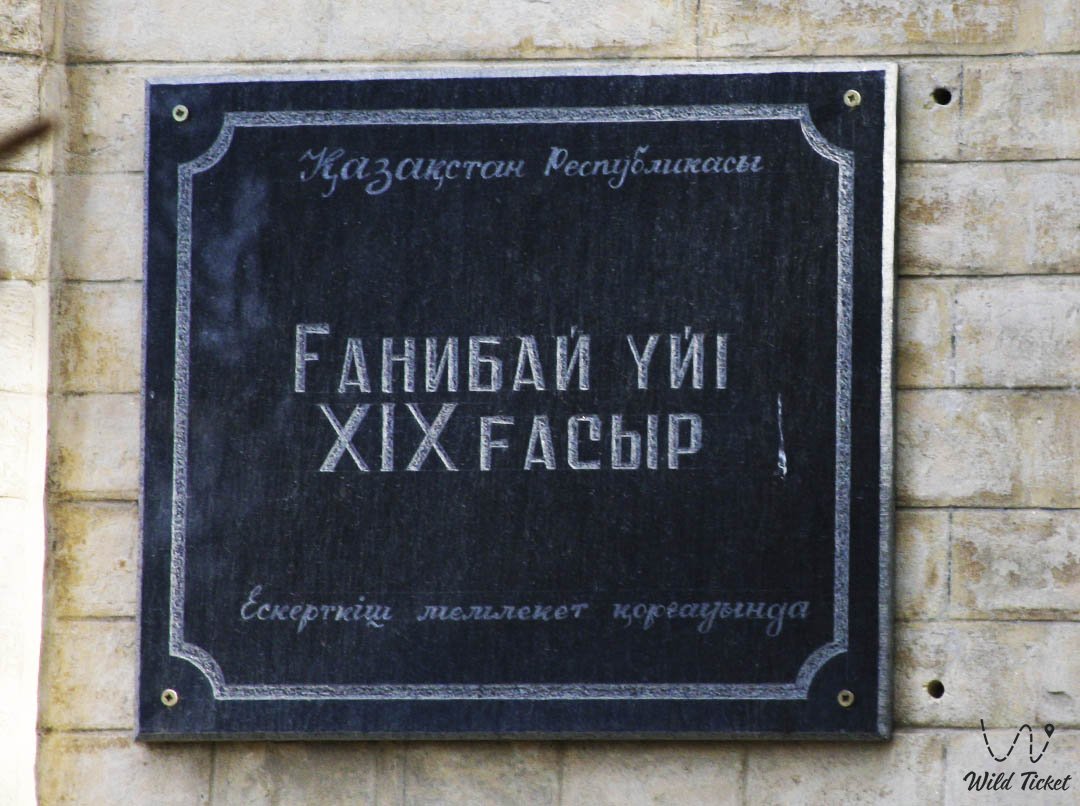 Қазақстан Республикасы
ҒАНИБАЙ ҮЙІ
XIX ҒАСЫР
Ескерткіш мемлекет қорғауында
Wild Ticket